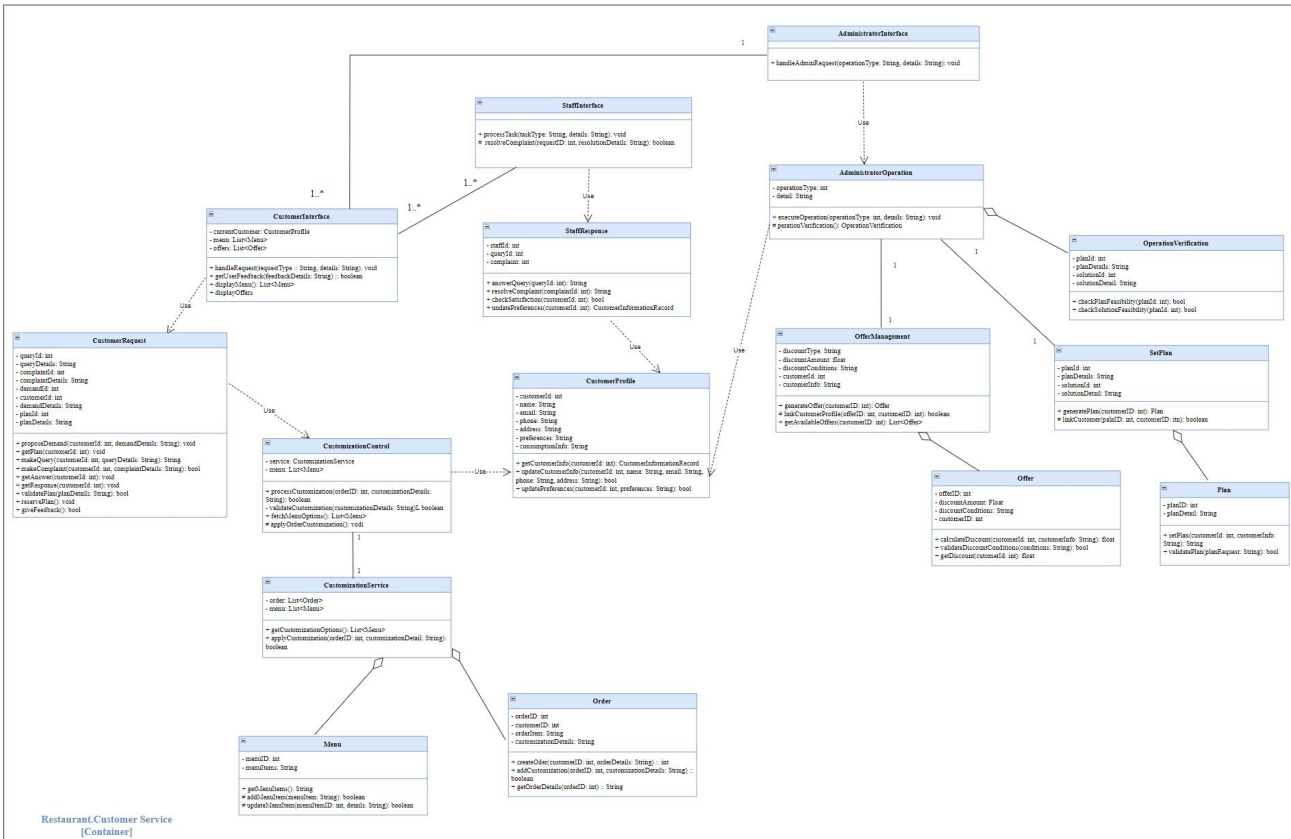 AdministratorInterface
+ handleAdminRequest(operationType: String, details: String): void
1
Use
StaffInterface
+ processTask(taskType: String, details: String): void
# resolveComplaint(requestID: int, resolutionDetails: String): boolean
1..*
1..*
1..*
Use
CustomerInterface
- currentCustomer: CustomerProfile
- menu: List<Menu>
- offers: List<Offer>
+ handleRequest(requestType :: String, details: String): void
+ getUserFeedback(feedbackDetails: String) :: boolean
+ displayMenu(): List<Menu>
+ displayOffers
Use
StaffResponse
- staffId: int
- queryId: int
- complaint: int
+ answerQuery(queryId: int): String
+ resolveComplaint(complaintId: int): String
+ checkSatisfaction(customerId: int): bool
+ undatePreferences(customerId: int): CustomerInformationRecord
AdministratorOperation
- operationType: int
- detail: String
+ executeOperation(operationType: int, details: String): void
# perationVerification(): OperationVerification
1
1
1
1
Use
OperationVerification
- planId: int
- planDetails: String
- solutionId: int
- solutionDetail: String
+ checkPlanFeasibility(planId: int): bool
+ checkSolutionFeasibility(planId: int): bool
CustomerRequest
- queryId: int
- queryDetails: String
- complaintId: int
- complaintDetails: String
- demandId: int
- customerId: int
- demandDetails: String
- planId: int
- planDetails: String
+ proposeDemand(customerId: int, demandDetails: String): void
+ getPlan(customerId: int): void
+ makeQuery(customerId: int, queryDetails: String): String
+ makeComplaint(customerId: int, complaintDetails: String): bool
+ getAnswer(customerId: int): void
+ getResponse(customerId: int): void
+ validatePlan(planDetails: String): bool
+ reservePlan(): void
+ giveFeedback(): bool
Use
OfferManagement
- discountType: String
- discountAmount: float
- discountConditions: String
- customerId: int
- customerInfo: String
+ generateOffer(customerID: int): Offer
# linkCustomerProfile(offerID: int, customerID: int): boolean
+ getAvailableOffers(customerID: int): List<Offer>
SetPlan
- planId: int
- planDetails: String
- solutionId: int
- solutionDetail: String
+ generatePlan(customerID: int): Plan
# linkCustomer(palnID: int, customerID: itn): boolean
CustomerProfile
- customerId: int
- name: String
- email: String
- phone: String
- address: String
- preferences: String
- consumptionInfo: String
+ getCustomerInfo(customerId: int): CustomerInformationRecord
+ updateCustomerInfo(customerId: int, name: String, email: String,
phone: String, address: String): bool
+ updatePreferences(customerId: int, preferences: String): bool
CustomizationControl
- service: CustomizationService
- menu: List<Menu>
+ processCustomization(orderID: int, customizationDetails:
String): boolean
- validateCustomization(customizationDetails: String)L boolean
+ fetchMenuOptions(): List<Menu>
# applyOrderCustomization(): vodi
Use
1
1
Offer
- offerID: int
- discountAmount: Float
- discountConditions: String
- customerID: int
+ calculateDiscount(customerId: int, customerInfo: String): float
+ validateDiscountConditions(conditions: String): bool
+ getDiscount(cutomerId: int): float
Plan
- planID: int
- planDetail: String
+ setPlan(customerId: int, customerInfo:
String): String
+ validatePlan(planRequest: String): bool
CustomizationService
- order: List<Order>
- menu: List<Menu>
+ getCustomizationOptions(): List<Menu>
+ applyCustomization(orderID: int, customizationDetail: String):
boolean
Order
- orderID: int
- customerID: int
- orderItem: String
- customizationDetails: String
+ createOder(customerID: int, orderDetails: String) :: int
+ addCustomization(orderID: int, customizationDetails: String) ::
boolean
+ getOrderDetails(orderID: int) :: String
Menu
- menuID: int
- menuItems: String
+ getMenuItems(): String
# addMenuItem(menuItem: String): boolean
# updateMenuItem(menuItemID: int, details: String): boolean
Restaurant.Customer Service
[Container]